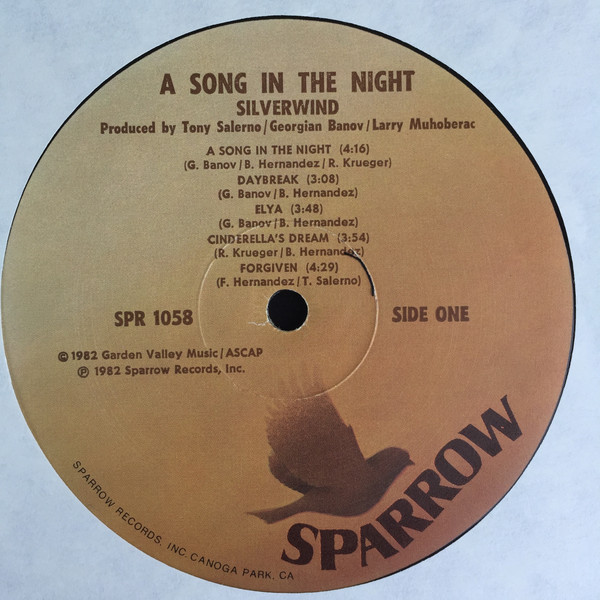 A SONG IN THE NIGHT
SILVERWIND
Produced by Tony Salerno/Georgian Banov/Larry Muhoberac
A SONG IN THE NIGHT (4:16)
(G. Banov/B. Hernandez/R. Krueger)
DAYBREAK (3:08)
(G. Banov/B. Hernandez)
ELYA (3:48)
(G. Banov/B. Hernandez)
CINDERELLA'S DREAM (3:54)
(R. Krueger/B. Hernandez)
FORGIVEN (4:29)
(F. Hernandez/T. Salerno)
SPR 1058
SIDE ONE
©1982 Garden Valley Music/ASCAP
℗ 1982 Sparrow Records, Inc.
SPARROW
SPARROW RECORDS, INC. CANOGA PARK, CA